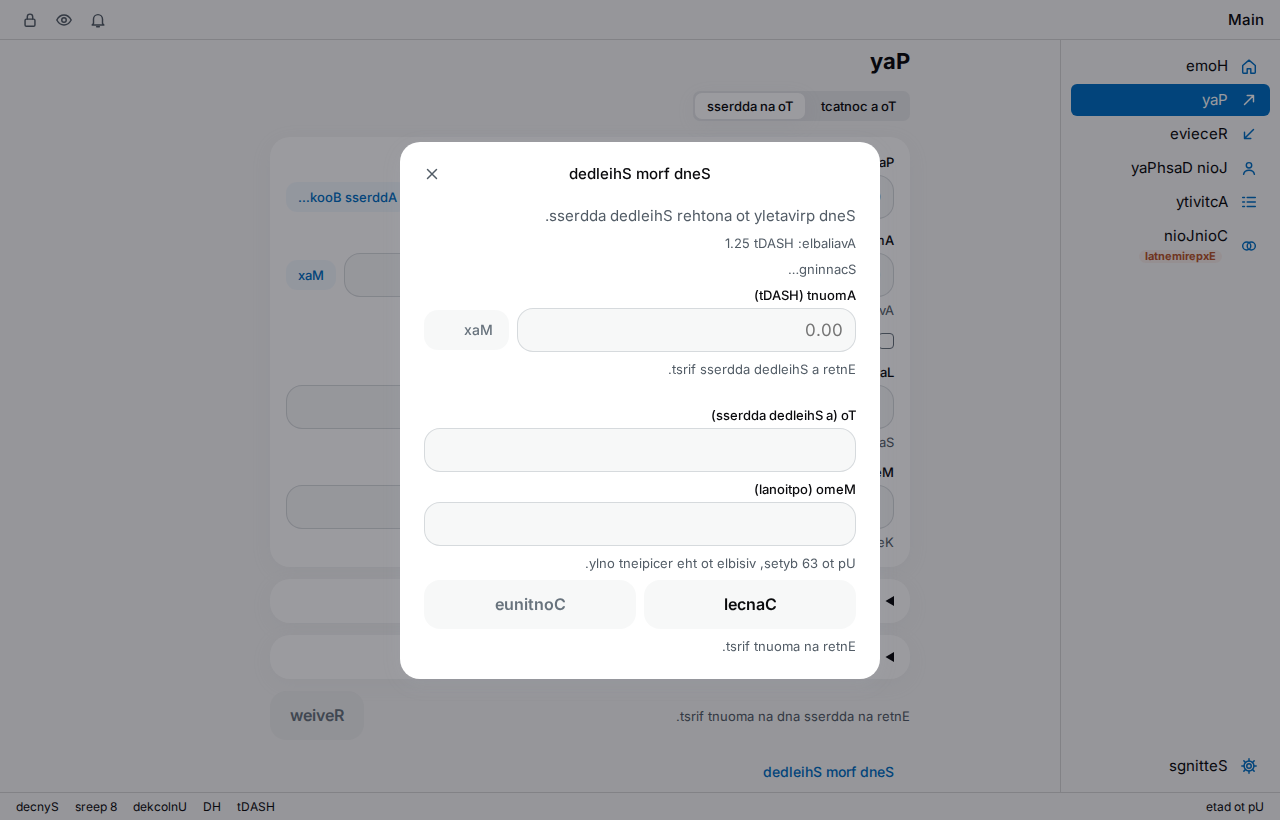 Main
emoH
yaP
evieceR
yaPhsaD nioJ
ytivitcA
nioJnioC
latnemirepxE
sgnitteS
yaP
tcatnoc a oT
sserdda na oT
...kooB sserddA
xaM
weiveR
.tsrif tnuoma na dna sserdda na retnE
dedleihS morf dneS
dedleihS morf dneS
.sserdda dedleihS rehtona ot yletavirp dneS
1.25 tDASH :elbaliavA
...gninnacS
(tDASH) tnuomA
0.00
xaM
.tsrif sserdda dedleihS a retnE
(sserdda dedleihS a) oT
(lanoitpo) omeM
.ylno tneipicer eht ot elbisiv ,setyb 63 ot pU
lecnaC
eunitnoC
.tsrif tnuoma na retnE
decnyS
sreep 8
dekcolnU
DH
tDASH
etad ot pU